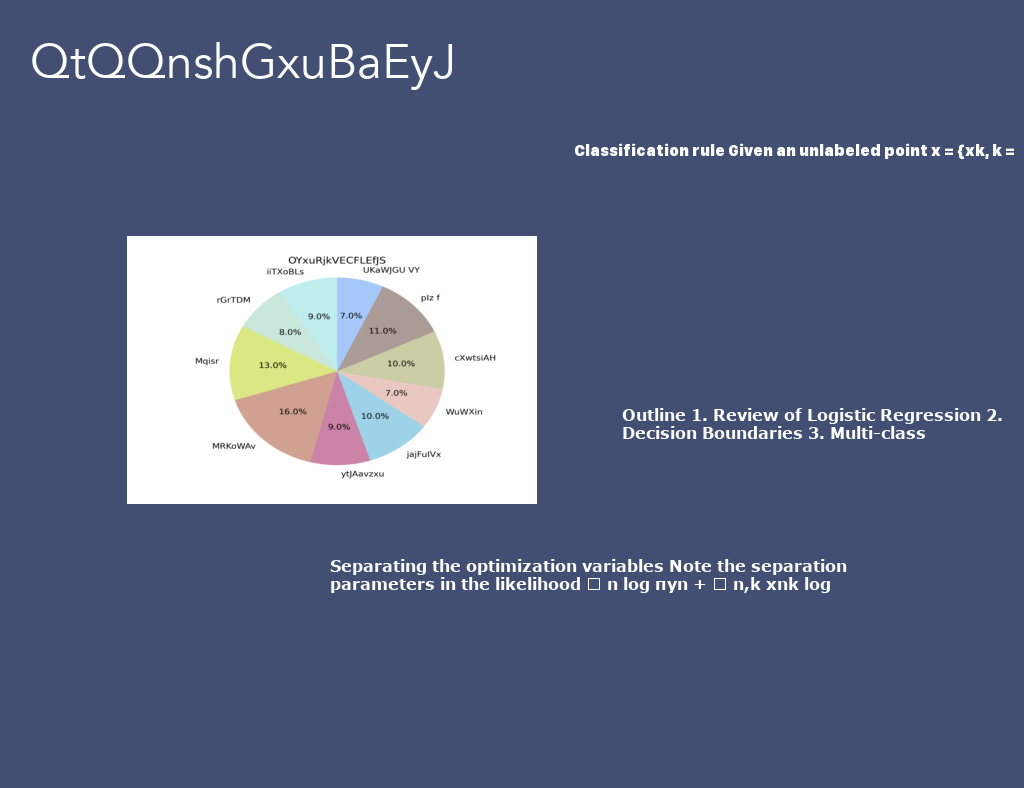 QtQQnshGxuBaEyJ
Classification rule Given an unlabeled point x = {xk, k =
OYxuRjkVECFLEfJS
iiTXoBLs
UKaWJGU VY
rGrTDM
plz f
9.0%
7.0%
8.0%
11.0%
Mqisr
cXwtsiAH
13.0%
10.0%
7.0%
16.0%
10.0%
WuWXin
9.0%
MRKoWAv
jajFuIVx
ytJAavzxu
Outline 1. Review of Logistic Regression 2.
Decision Boundaries 3. Multi-class
Separating the optimization variables Note the separation
parameters in the likelihood □ n log πyn + □ n,k xnk log